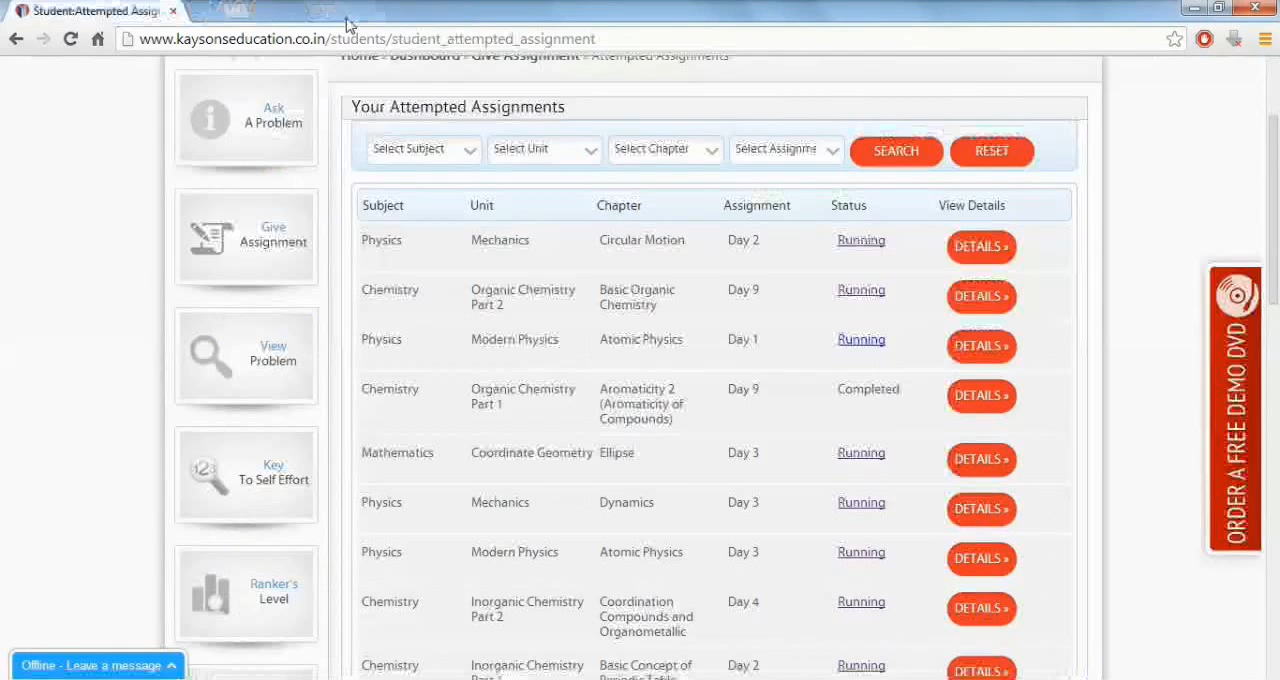 Student:Attempted Assig
www.kaysonseducation.co.in/students/student_attempted_assignment
Home » Dashboard » Give Assignment » Attempted Assignments
Ask
A Problem
Give
Assignment
View
Problem
123
Key
To Self Effort
Ranker's
Level
Your Attempted Assignments
Select Subject Select Unit Select Chapter Select Assignme SEARCH RESET
Subject Unit Chapter Assignment Status View Details
Physics Mechanics Circular Motion Day 2 Running DETAILS »
Chemistry Organic Chemistry Basic Organic Day 9 Running DETAILS »
Part 2 Chemistry
Physics Modern Physics Atomic Physics Day 1 Running DETAILS »
Chemistry Organic Chemistry Aromaticity 2 Day 9 Completed DETAILS »
Part 1 (Aromaticity of
Compounds)
Mathematics Coordinate Geometry Ellipse Day 3 Running DETAILS »
Physics Mechanics Dynamics Day 3 Running DETAILS »
Physics Modern Physics Atomic Physics Day 3 Running DETAILS »
Chemistry Inorganic Chemistry Coordination Day 4 Running DETAILS »
Part 2 Compounds and
Organometallic
Chemistry Inorganic Chemistry Basic Concept of Day 2 Running DETAILS »
Part 1 Periodic Table
ORDER A FREE DEMO DVD
Offline - Leave a message